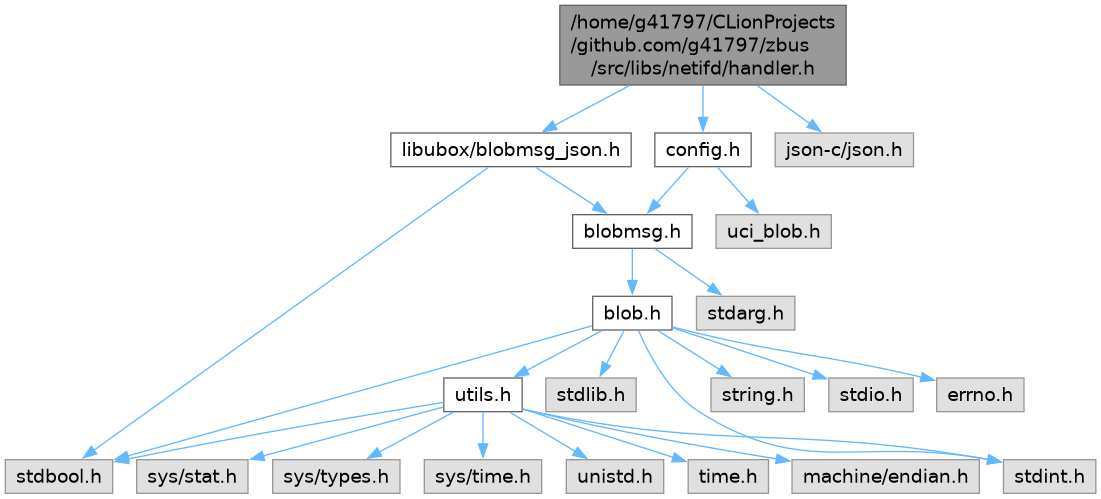 /home/g41797/CLionProjects
/github.com/g41797/zbus
/src/libs/netifd/handler.h
libubox/blobmsg_json.h
config.h
json-c/json.h
blobmsg.h
uci_blob.h
blob.h
stdarg.h
utils.h
stdlib.h
string.h
stdio.h
errno.h
stdbool.h
sys/stat.h
sys/types.h
sys/time.h
unistd.h
time.h
machine/endian.h
stdint.h